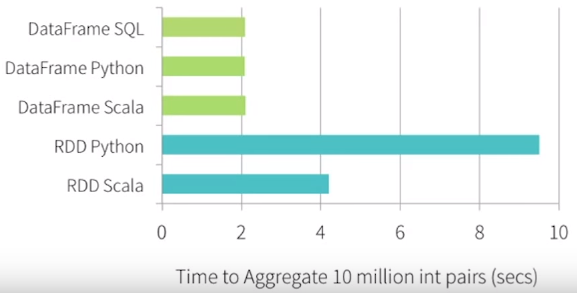 DataFrame SQL
DataFrame Python
DataFrame Scala
RDD Python
RDD Scala
0 2 4 6 8 10
Time to Aggregate 10 million int pairs (secs)